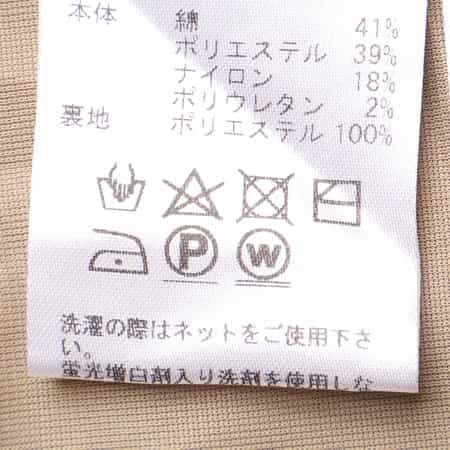 本体 綿 41%
ポリエステル 39%
ナイロン 18%
ポリウレタン 2%
裏地 ポリエステル 100%
P W
洗濯の際はネットをご使用下さ
い。
蛍光増白剤入り洗剤を使用しな